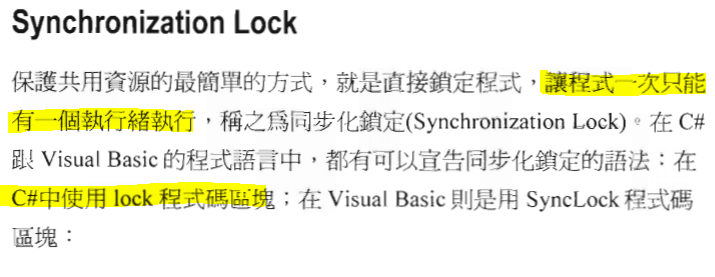 Synchronization Lock
保護共用資源的最簡單的方式，就是直接鎖定程式，讓程式一次只能
有一個執行緒執行，稱之為同步化鎖定(Synchronization Lock)。在 C#
跟 Visual Basic 的程式語言中，都有可以宣告同步化鎖定的語法：在
C#中使用 lock 程式碼區塊；在 Visual Basic 則是用 SyncLock 程式碼
區塊：